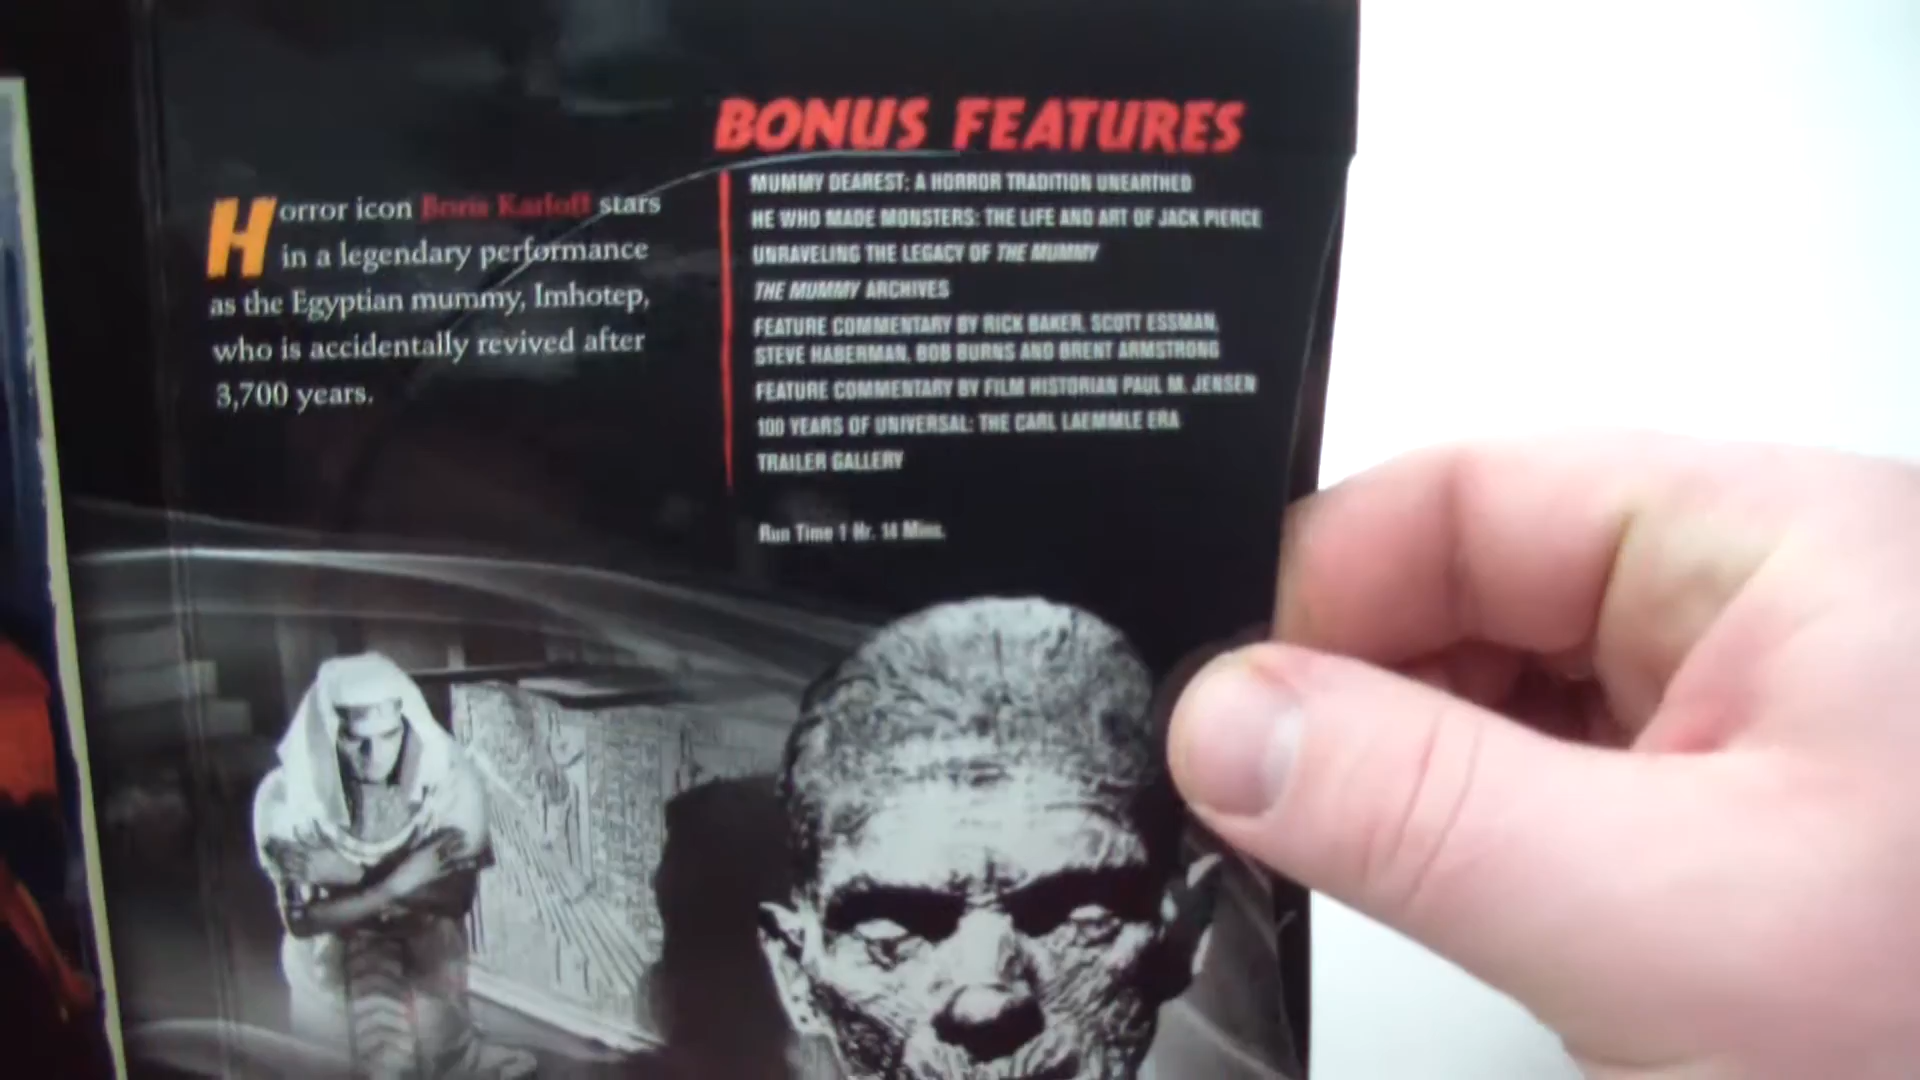 Horror icon Boris Karloff stars
in a legendary performance
as the Egyptian mummy, Imhotep,
who is accidentally revived after
3,700 years.
BONUS FEATURES
MUMMY DEAREST: A HORROR TRADITION UNEARTHED
HE WHO MADE MONSTERS: THE LIFE AND ART OF JACK PIERCE
UNRAVELING THE LEGACY OF THE MUMMY
THE MUMMY ARCHIVES
FEATURE COMMENTARY BY RICK BAKER, SCOTT ESSMAN,
STEVE HABERMAN, BOB BURNS AND BRENT ARMSTRONG
FEATURE COMMENTARY BY FILM HISTORIAN PAUL M. JENSEN
100 YEARS OF UNIVERSAL: THE CARL LAEMMLE ERA
TRAILER GALLERY
Run Time 1 Hr. 14 Mins.